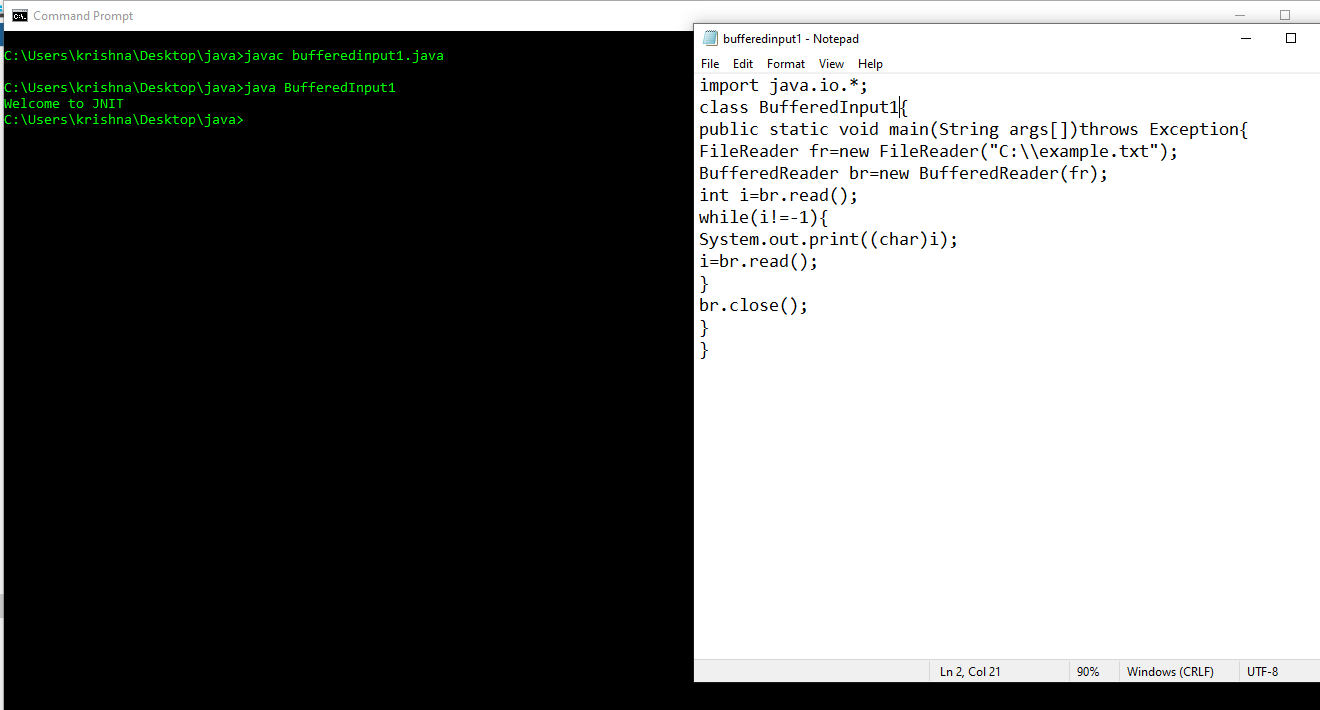 Command Prompt
C:\Users\krishna\Desktop\java>javac bufferedinput1.java
C:\Users\krishna\Desktop\java>java BufferedInput1
Welcome to JNIT
C:\Users\krishna\Desktop\java>
bufferedinput1 - Notepad
File Edit Format View Help
import java.io.*;
class BufferedInput1{
public static void main(String args[])throws Exception{
FileReader fr=new FileReader("C:\\example.txt");
BufferedReader br=new BufferedReader(fr);
int i=br.read();
while(i!=-1){
System.out.print((char)i);
i=br.read();
}
br.close();
}
}
Ln 2, Col 21 90% Windows (CRLF) UTF-8